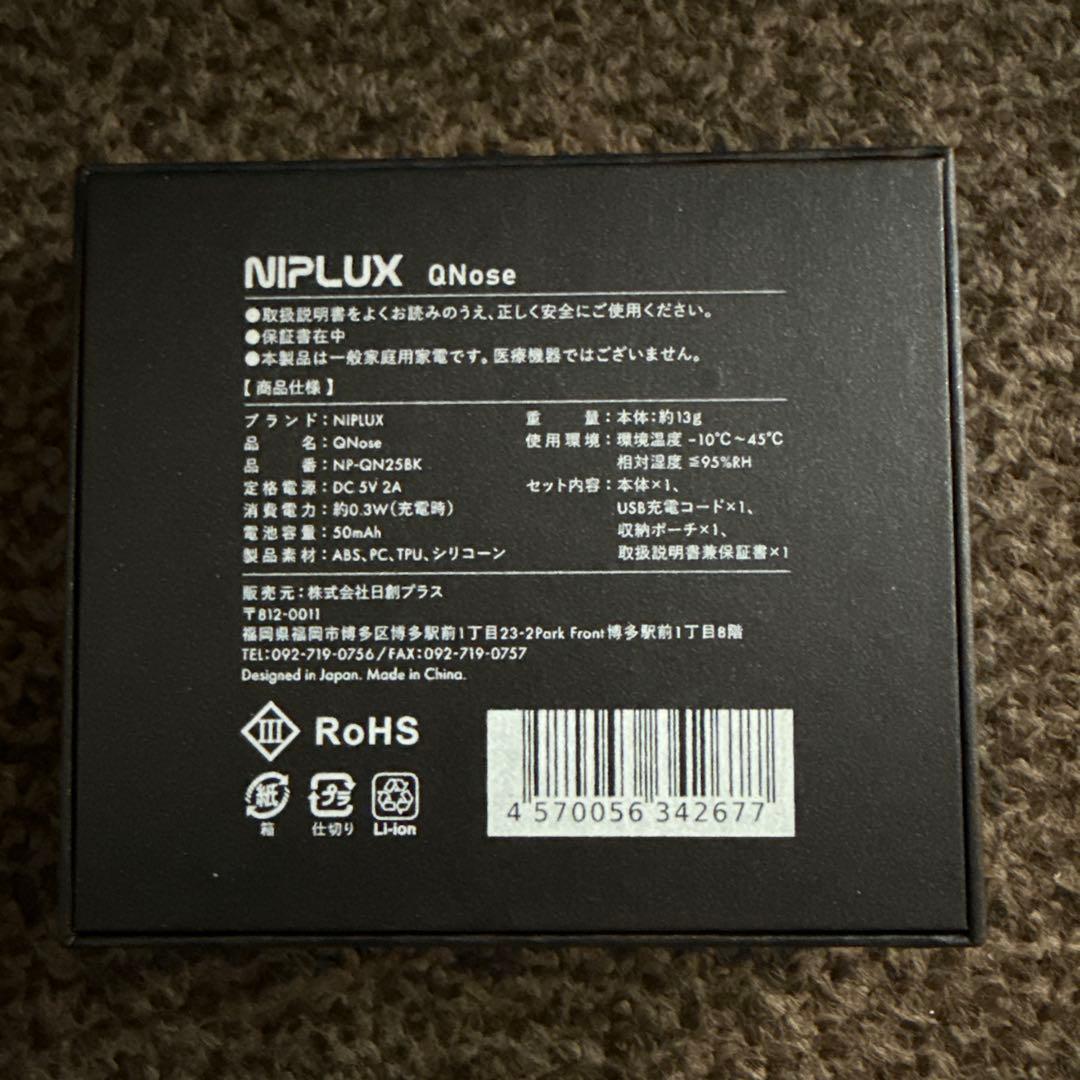 NIPLUX QNose
●取扱説明書をよくお読みのうえ、正しく安全にご使用ください。
●保証書在中
●本製品は一般家庭用家電です。医療機器ではございません。
【 商品仕様 】
ブランド：NIPLUX
品名：QNose
品番：NP-QN25BK
定格電源：DC 5V 2A
消費電力：約0.3W（充電時）
電池容量：50mAh
製品素材：ABS、PC、TPU、シリコーン
重量：本体：約13g
使用環境：環境温度 -10℃～45℃
相対湿度 ≦95%RH
セット内容：本体×1、
USB充電コード×1、
収納ポーチ×1、
取扱説明書兼保証書×1
販売元：株式会社日創プラス
〒812-0011
福岡県福岡市博多区博多駅前1丁目23-2Park Front博多駅前1丁目8階
TEL：092-719-0756／FAX：092-719-0757
Designed in Japan. Made in China.
III RoHS
紙 プラ
箱 仕切り Li-ion
4 570056 342677